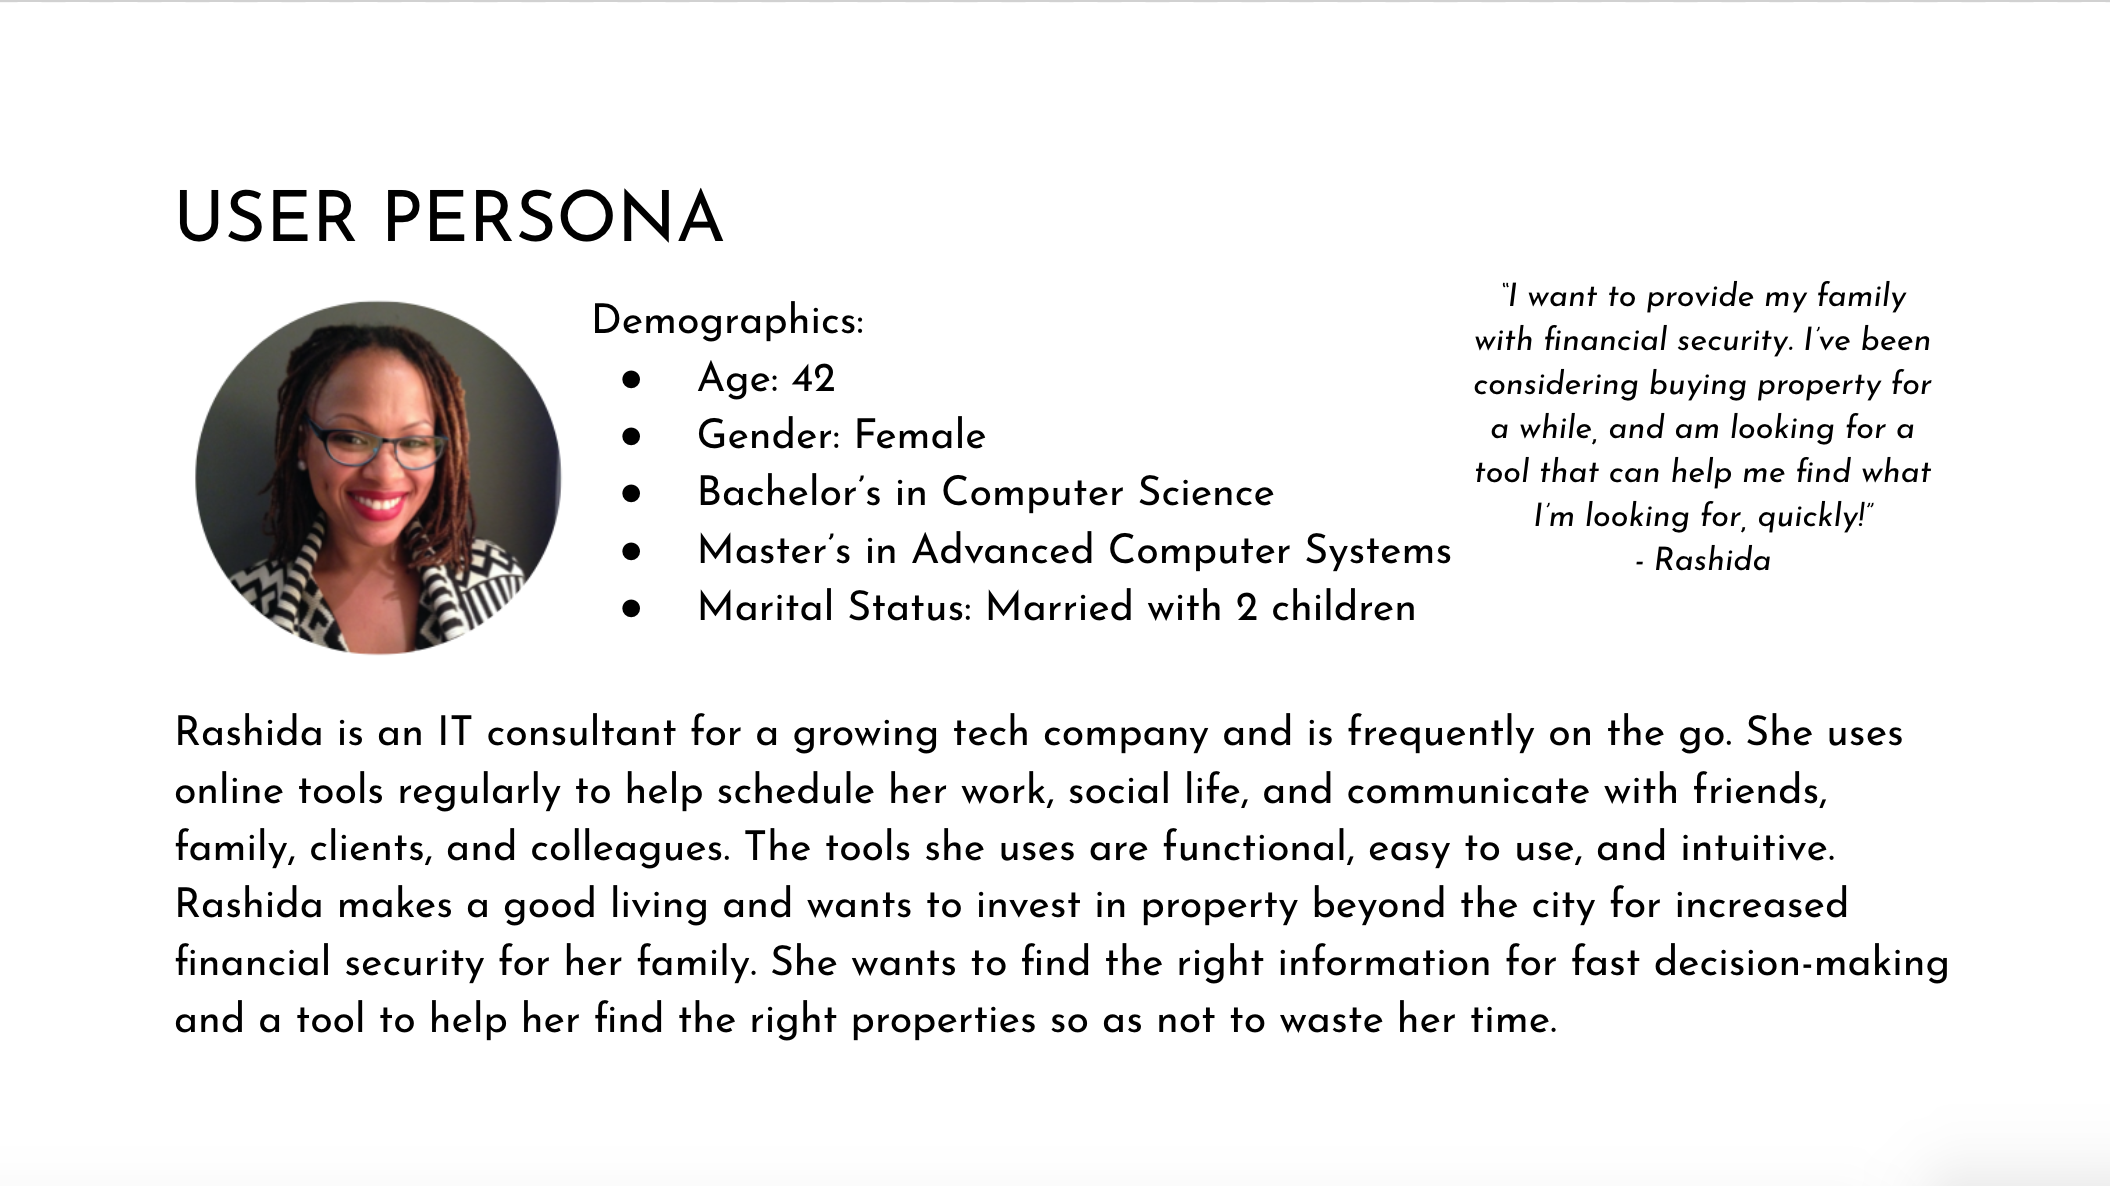 USER PERSONA
Demographics:
● Age: 42
● Gender: Female
● Bachelor’s in Computer Science
● Master’s in Advanced Computer Systems
● Marital Status: Married with 2 children
“I want to provide my family
with financial security. I’ve been
considering buying property for
a while, and am looking for a
tool that can help me find what
I’m looking for, quickly!”
- Rashida
Rashida is an IT consultant for a growing tech company and is frequently on the go. She uses
online tools regularly to help schedule her work, social life, and communicate with friends,
family, clients, and colleagues. The tools she uses are functional, easy to use, and intuitive.
Rashida makes a good living and wants to invest in property beyond the city for increased
financial security for her family. She wants to find the right information for fast decision-making
and a tool to help her find the right properties so as not to waste her time.